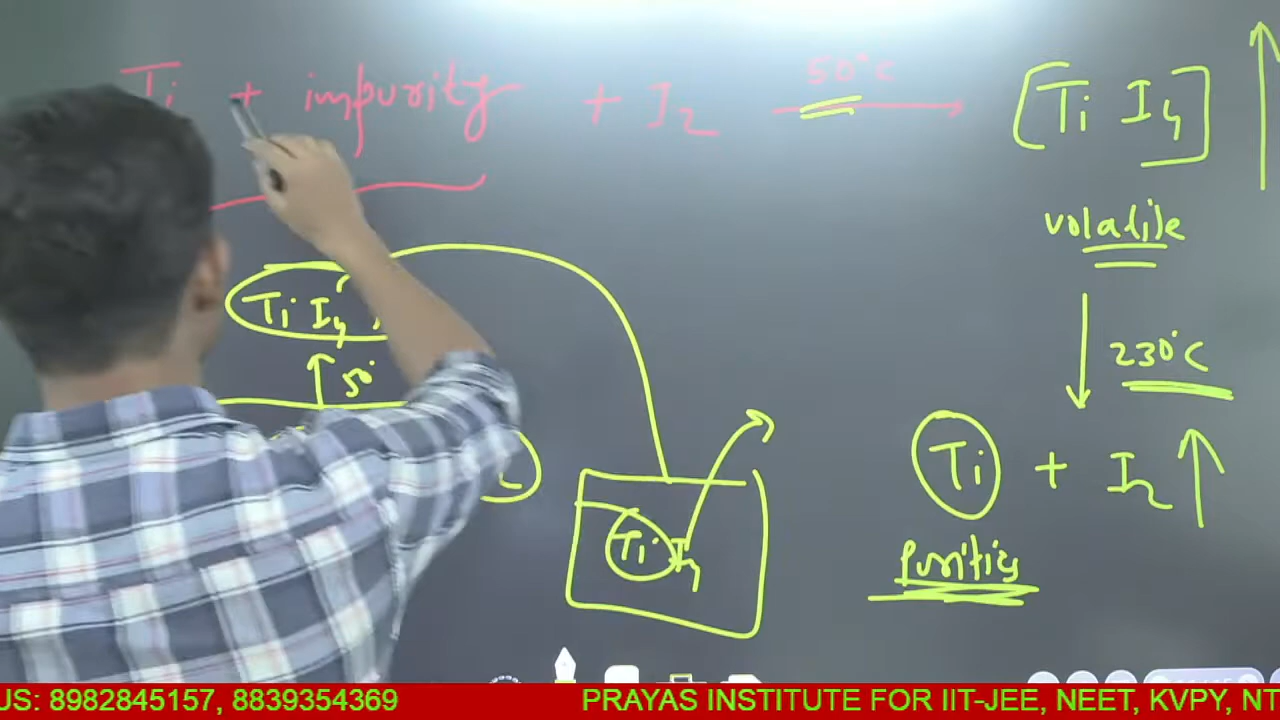 Ti + impurity + I2 50°C [Ti I4]
volatile
Ti I4
50°
230°C
Ti I4
Ti + I2
Purities
US: 8982845157, 8839354369 PRAYAS INSTITUTE FOR IIT-JEE, NEET, KVPY, NT